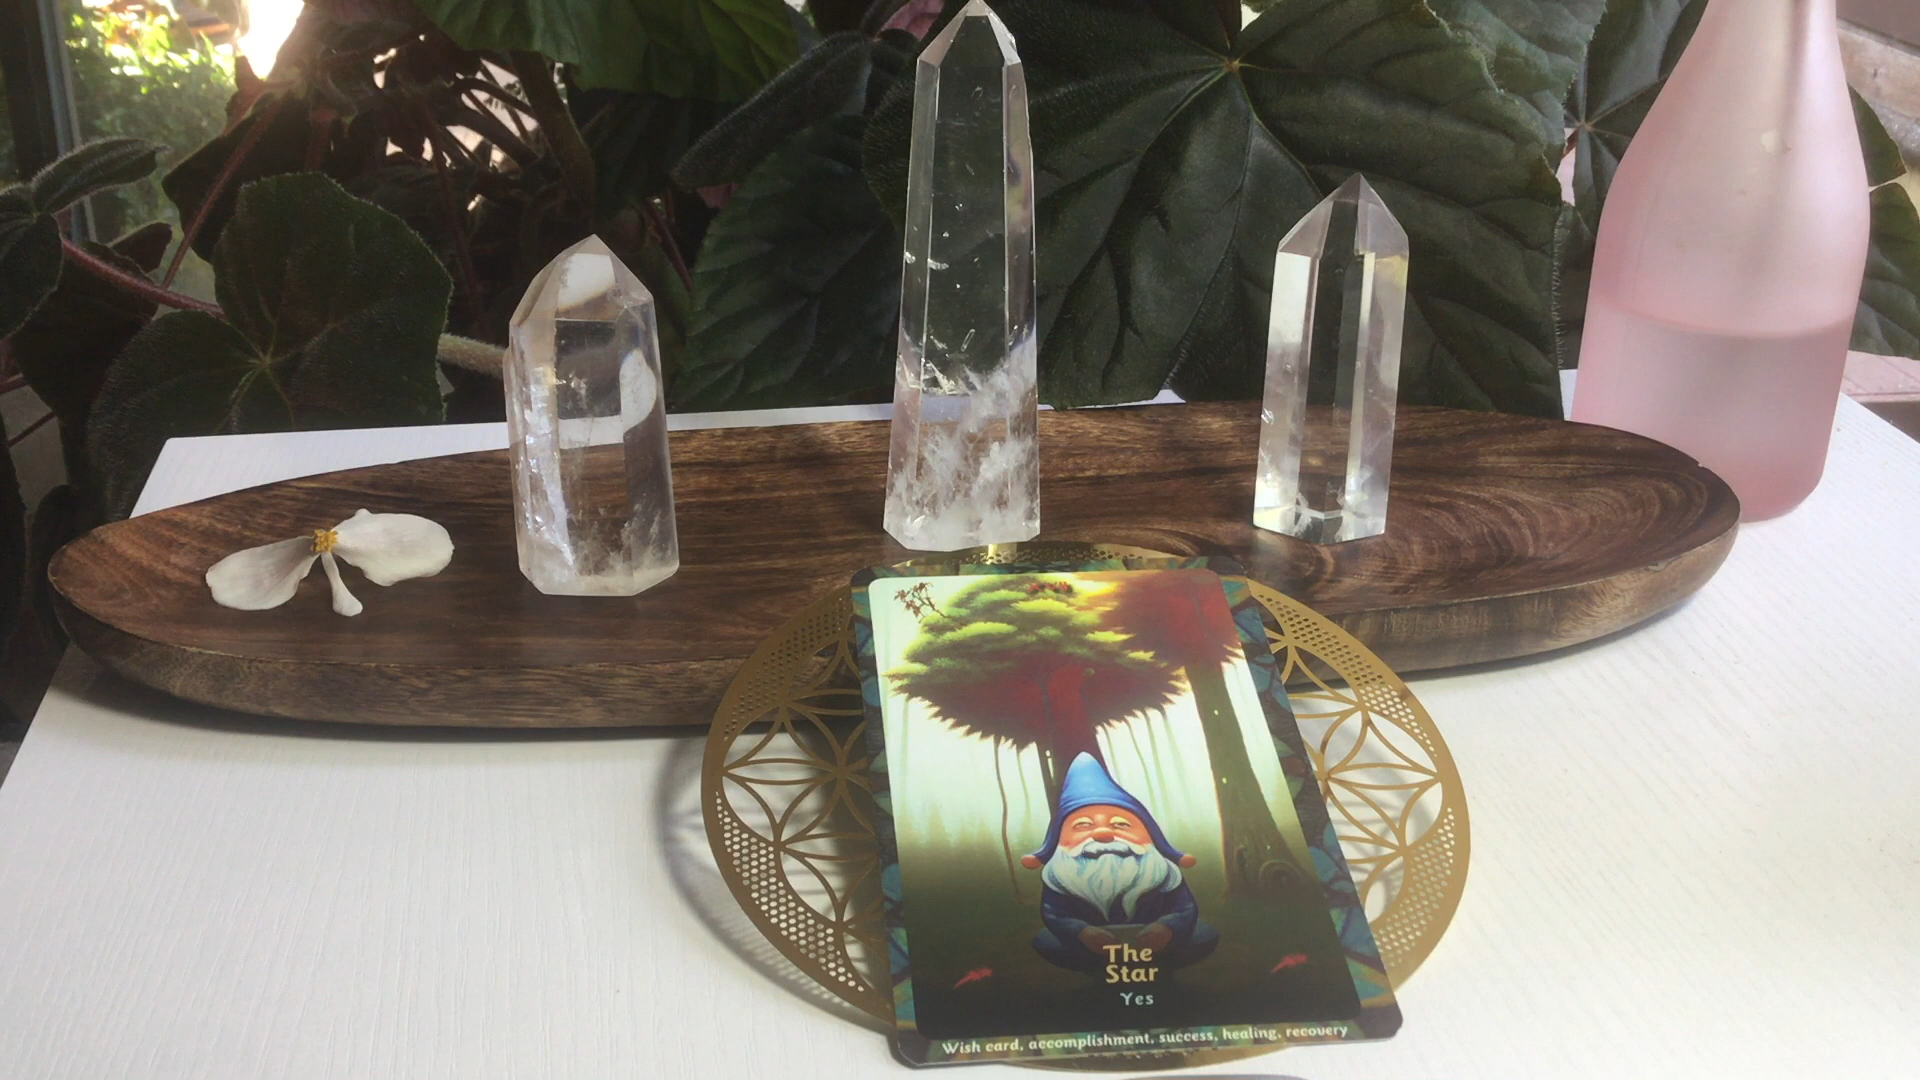 The
Star
Yes
Wish card, accomplishment, success, healing, recovery